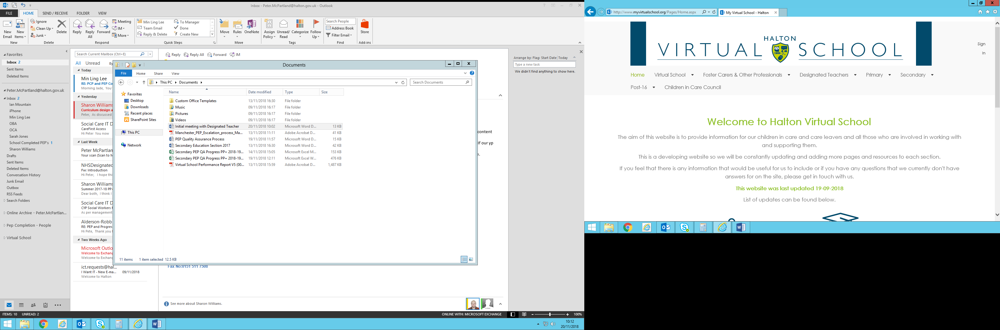 Inbox - Peter.McPartland@halton.gov.uk - Outlook
FILE HOME SEND / RECEIVE FOLDER VIEW
New Email
New Items
Ignore
Clean Up
Junk
Delete
Reply
Reply All
Forward
Meeting
IM
More
Min Ling Lee
Team Email
Reply & Delete
To Manager
Done
Create New
Move
Rules
OneNote
Assign Policy
Unread/ Read
Categorize
Follow Up
Search People
Address Book
Filter Email
Store
New Delete Respond Quick Steps Move Tags Find Add-ins
Favorites
Inbox 2
Sent Items
Deleted Items
Peter.McPartland@halton.gov.uk
Inbox 2
Ian Mountain
iPhone
Min Ling Lee
OBA
OCA
Sarah Jones
School Completed PEP's 1
Sharon Williams
Drafts
Sent Items
Deleted Items
Conversation History
Junk Email
Outbox
RSS Feeds
Search Folders
Online Archive - Peter.McPartlan...
Pep Completion - People
Virtual School
Search Current Mailbox (Ctrl+E)
All Unread By
Today
Min Ling Lee
RE: PCP and PEP Co
Morning Jade, You'
Yesterday
Sharon Williams
Curriculum design a
Peter, As discussed
Social Care IT D
CareFirst Access
Hi Peter You now
Last Week
Peter McPartlan
Your scan (Scan to M
NHSDesignated
Fw: Introduction
Hi Peter, I hope thi
Sharon Williams
Summer 2017-18 PP+
Dear both, I think I
Social Care IT D
CYP Social Workers F
As per management
Alderson-Robb
RE: PEP and Progres
Hi Pete, Thank you f
Two Weeks Ago
Microsoft Outlo
Welcome to Exchang
Welcome to Exchang
ict.requests@hal...
I Want IT - New E-ma... 09/11/2018
Welcome to Halton
Reply Reply All Forward IM
content
If our yp
e.
Fax No:0151 511 7508
See more about Sharon Williams.
Arrange by: Flag: Start Date Today
Type a new task
We didn't find anything to show here.
Documents
File Home Share View
This PC Documents
Search Documents
Favorites
Desktop
Downloads
Recent places
SharePoint Sites
This PC
Network
Name Date modified Type Size
Custom Office Templates 13/11/2018 16:30 File folder
Music 09/11/2018 16:17 File folder
Pictures 09/11/2018 16:17 File folder
Videos 09/11/2018 16:17 File folder
Initial meeting with Designated Teacher 20/11/2018 10:02 Microsoft Word D... 13 KB
Manchester_PEP_Escalation_process_Ma... 13/11/2018 11:11 Adobe Acrobat D... 41 KB
PEP Quality Assurance Process 19/11/2018 11:57 Microsoft Word D... 15 KB
Secondary Education Section 2017 13/11/2018 16:30 Microsoft Word D... 42 KB
Secondary PEP QA Progress PP+ 2018-19... 14/11/2018 15:05 Microsoft Excel M... 153 KB
Secondary PEP QA Progress PP+ 2018-19... 19/11/2018 12:11 Microsoft Excel W... 476 KB
Virtual School Performance Report V5 (00... 13/11/2018 15:59 Adobe Acrobat D... 1,487 KB
11 items 1 item selected 12.5 KB
ITEMS: 10 UNREAD: 2
ONLINE WITH: MICROSOFT EXCHANGE 100%
10:12
20/11/2018
http://www.myvirtualschool.org/Pages/Home.aspx
My Virtual School - Halton
HALTON
VIRTUAL SCHOOL
Sign
In
Home Virtual School Foster Carers & Other Professionals Designated Teachers Primary Secondary
Post-16 Children in Care Council
Welcome to Halton Virtual School
The aim of this website is to provide information for our children in care and care leavers and all those who are involved in working with
and supporting them.
This is a developing website so we will be constantly updating and adding more pages and resources to each section.
If you feel that there is any information that would be useful for us to include or if you have any questions that we currently don't have
answers for on the site, please get in touch with us.
This website was last updated 19-09-2018
List of updates can be found below.